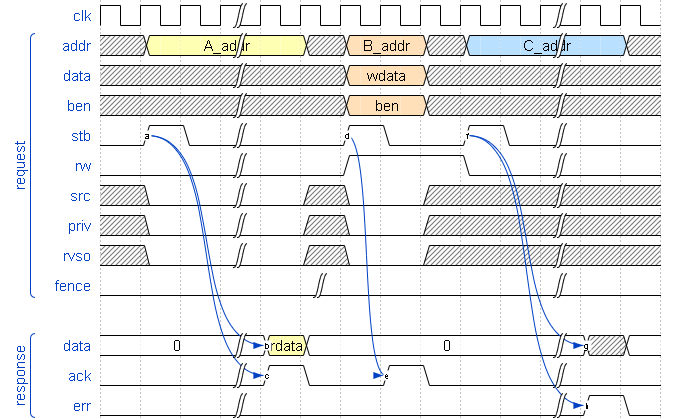 clk
request
addr A_addr B_addr C_addr
data wdata
ben ben
stb a d f
rw
src
priv
rvso
fence
response
data 0 b rdata 0 g
ack c e
err